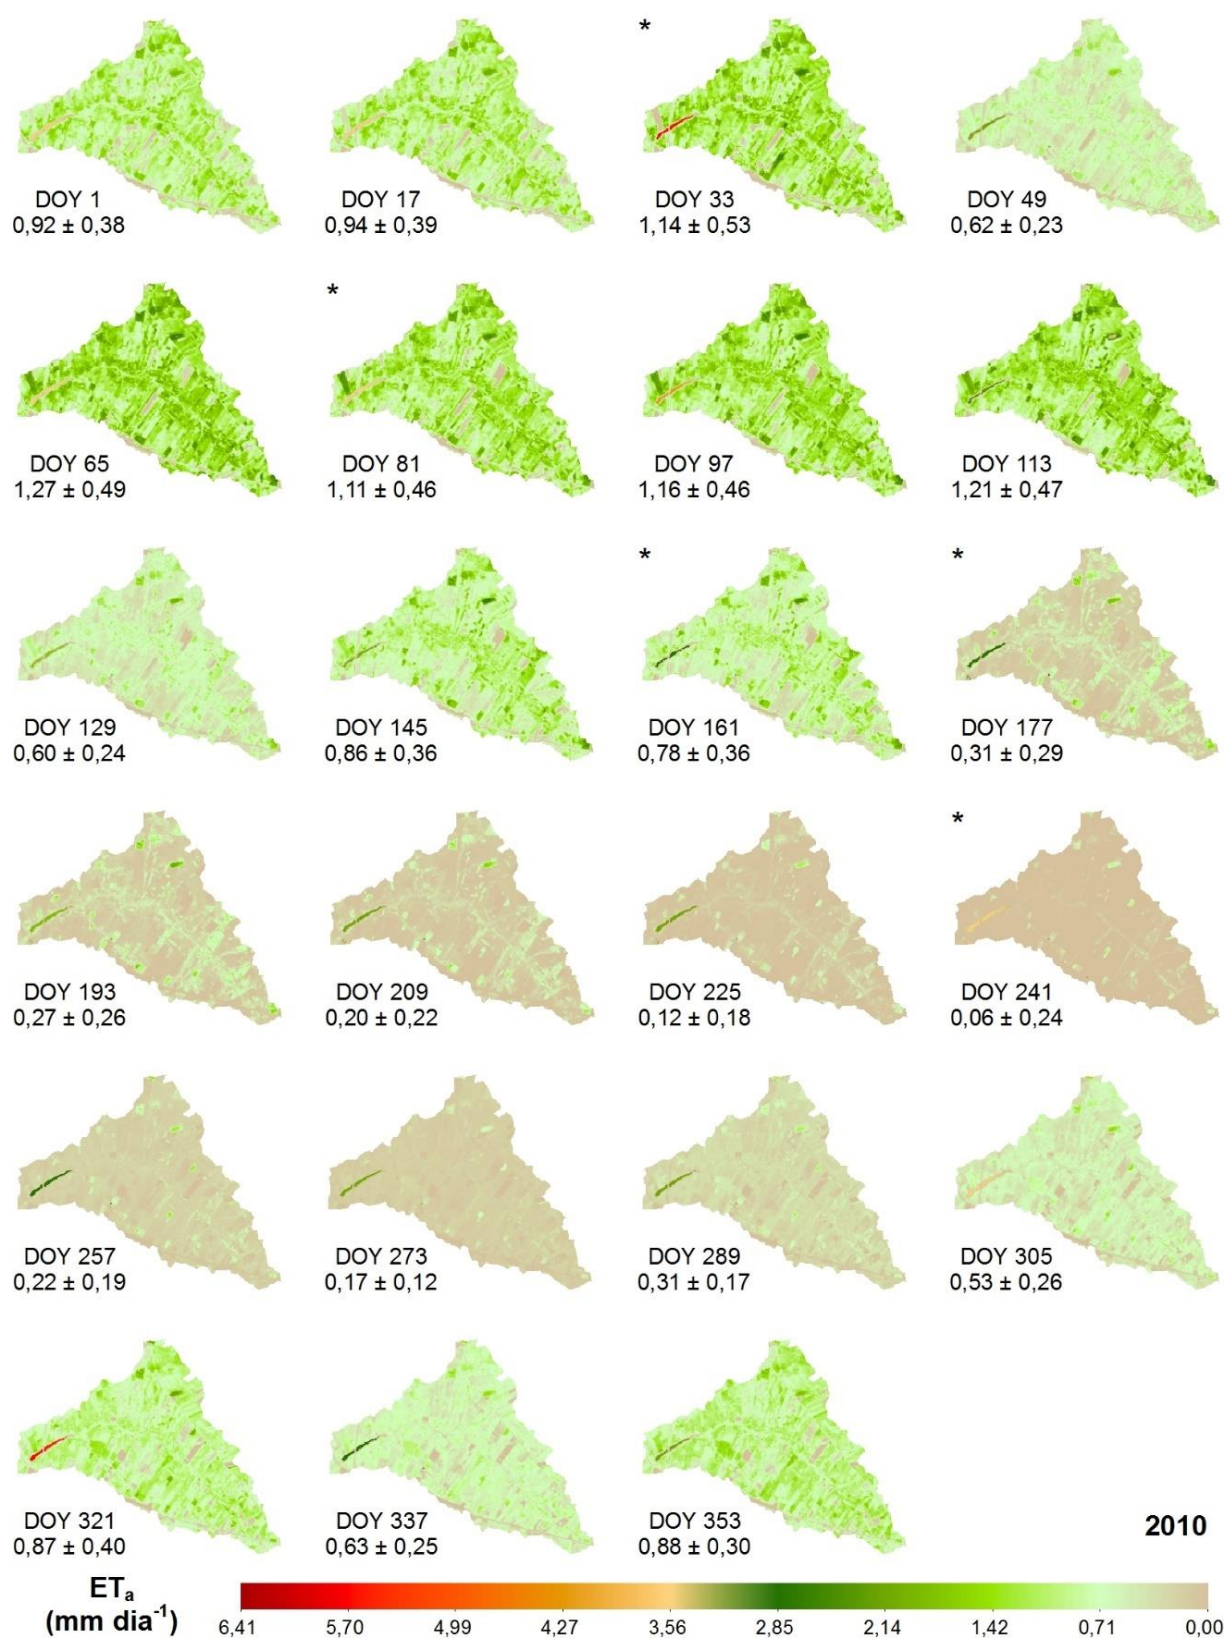 *
DOY 1
0,92 ± 0,38
DOY 17
0,94 ± 0,39
DOY 33
1,14 ± 0,53
DOY 49
0,62 ± 0,23
*
DOY 65
1,27 ± 0,49
DOY 81
1,11 ± 0,46
DOY 97
1,16 ± 0,46
DOY 113
1,21 ± 0,47
*
*
DOY 129
0,60 ± 0,24
DOY 145
0,86 ± 0,36
DOY 161
0,78 ± 0,36
DOY 177
0,31 ± 0,29
*
DOY 193
0,27 ± 0,26
DOY 209
0,20 ± 0,22
DOY 225
0,12 ± 0,18
DOY 241
0,06 ± 0,24
DOY 257
0,22 ± 0,19
DOY 273
0,17 ± 0,12
DOY 289
0,31 ± 0,17
DOY 305
0,53 ± 0,26
DOY 321
0,87 ± 0,40
DOY 337
0,63 ± 0,25
DOY 353
0,88 ± 0,30
2010
ETa
(mm dia-1)
6,41 5,70 4,99 4,27 3,56 2,85 2,14 1,42 0,71 0,00